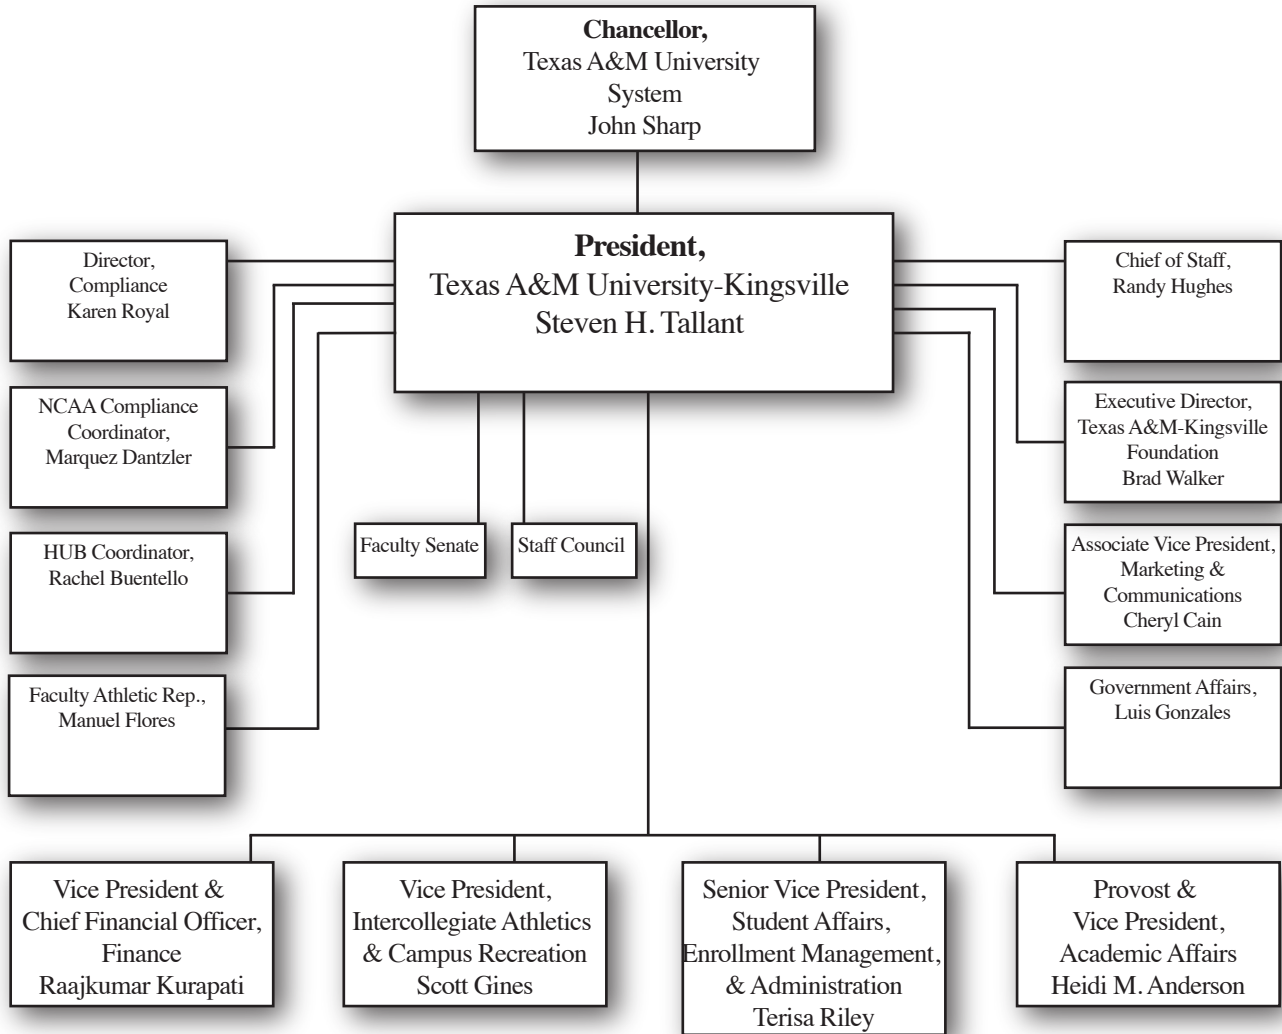 Chancellor,
Texas A&M University
System
John Sharp
President,
Texas A&M University-Kingsville
Steven H. Tallant
Director,
Compliance
Karen Royal
NCAA Compliance
Coordinator,
Marquez Dantzler
HUB Coordinator,
Rachel Buentello
Faculty Athletic Rep.,
Manuel Flores
Faculty Senate
Staff Council
Chief of Staff,
Randy Hughes
Executive Director,
Texas A&M-Kingsville
Foundation
Brad Walker
Associate Vice President,
Marketing &
Communications
Cheryl Cain
Government Affairs,
Luis Gonzales
Vice President &
Chief Financial Officer,
Finance
Raajkumar Kurapati
Vice President,
Intercollegiate Athletics
& Campus Recreation
Scott Gines
Senior Vice President,
Student Affairs,
Enrollment Management,
& Administration
Terisa Riley
Provost &
Vice President,
Academic Affairs
Heidi M. Anderson